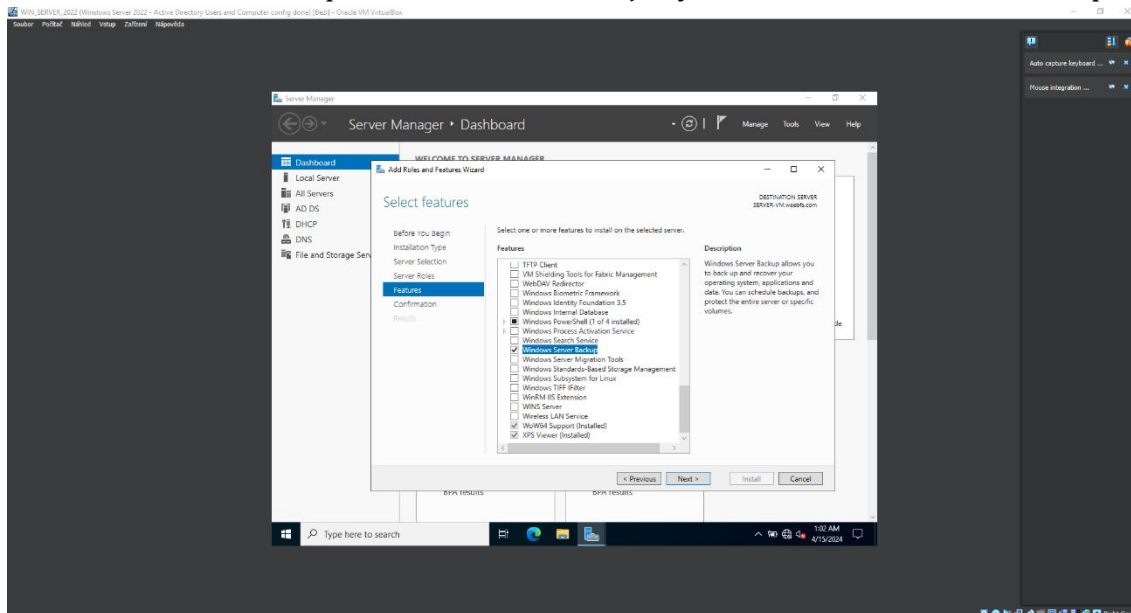 WIN_SERVER_2022 (Windows Server 2022 - Active Directory Users and Computer config done) [Běží] - Oracle VM VirtualBox
Soubor Počítač Náhled Vstup Zařízení Nápověda
Auto capture keyboard ...
Mouse integration ...
Server Manager
Server Manager • Dashboard
Manage Tools View Help
WELCOME TO SERVER MANAGER
Dashboard
Local Server
All Servers
AD DS
DHCP
DNS
File and Storage Ser
Add Roles and Features Wizard
Select features
DESTINATION SERVER
Before You Begin
Installation Type
Server Selection
Server Roles
Features
Confirmation
Results
Select one or more features to install on the selected server.
Features
TFTP Client
VM Shielding Tools for Fabric Management
WebDAV Redirector
Windows Biometric Framework
Windows Identity Foundation 3.5
Windows Internal Database
Windows PowerShell (1 of 4 installed)
Windows Process Activation Service
Windows Search Service
Windows Server Backup
Windows Server Migration Tools
Windows Standards-Based Storage Management
Windows Subsystem for Linux
Windows TIFF IFilter
WinRM IIS Extension
WINS Server
Wireless LAN Service
WoW64 Support (Installed)
XPS Viewer (Installed)
Description
Windows Server Backup allows you
to back up and recover your
operating system, applications and
data. You can schedule backups, and
protect the entire server or specific
volumes.
de
< Previous Next > Install Cancel
BPA results BPA results
Type here to search
1:02 AM
4/15/2024